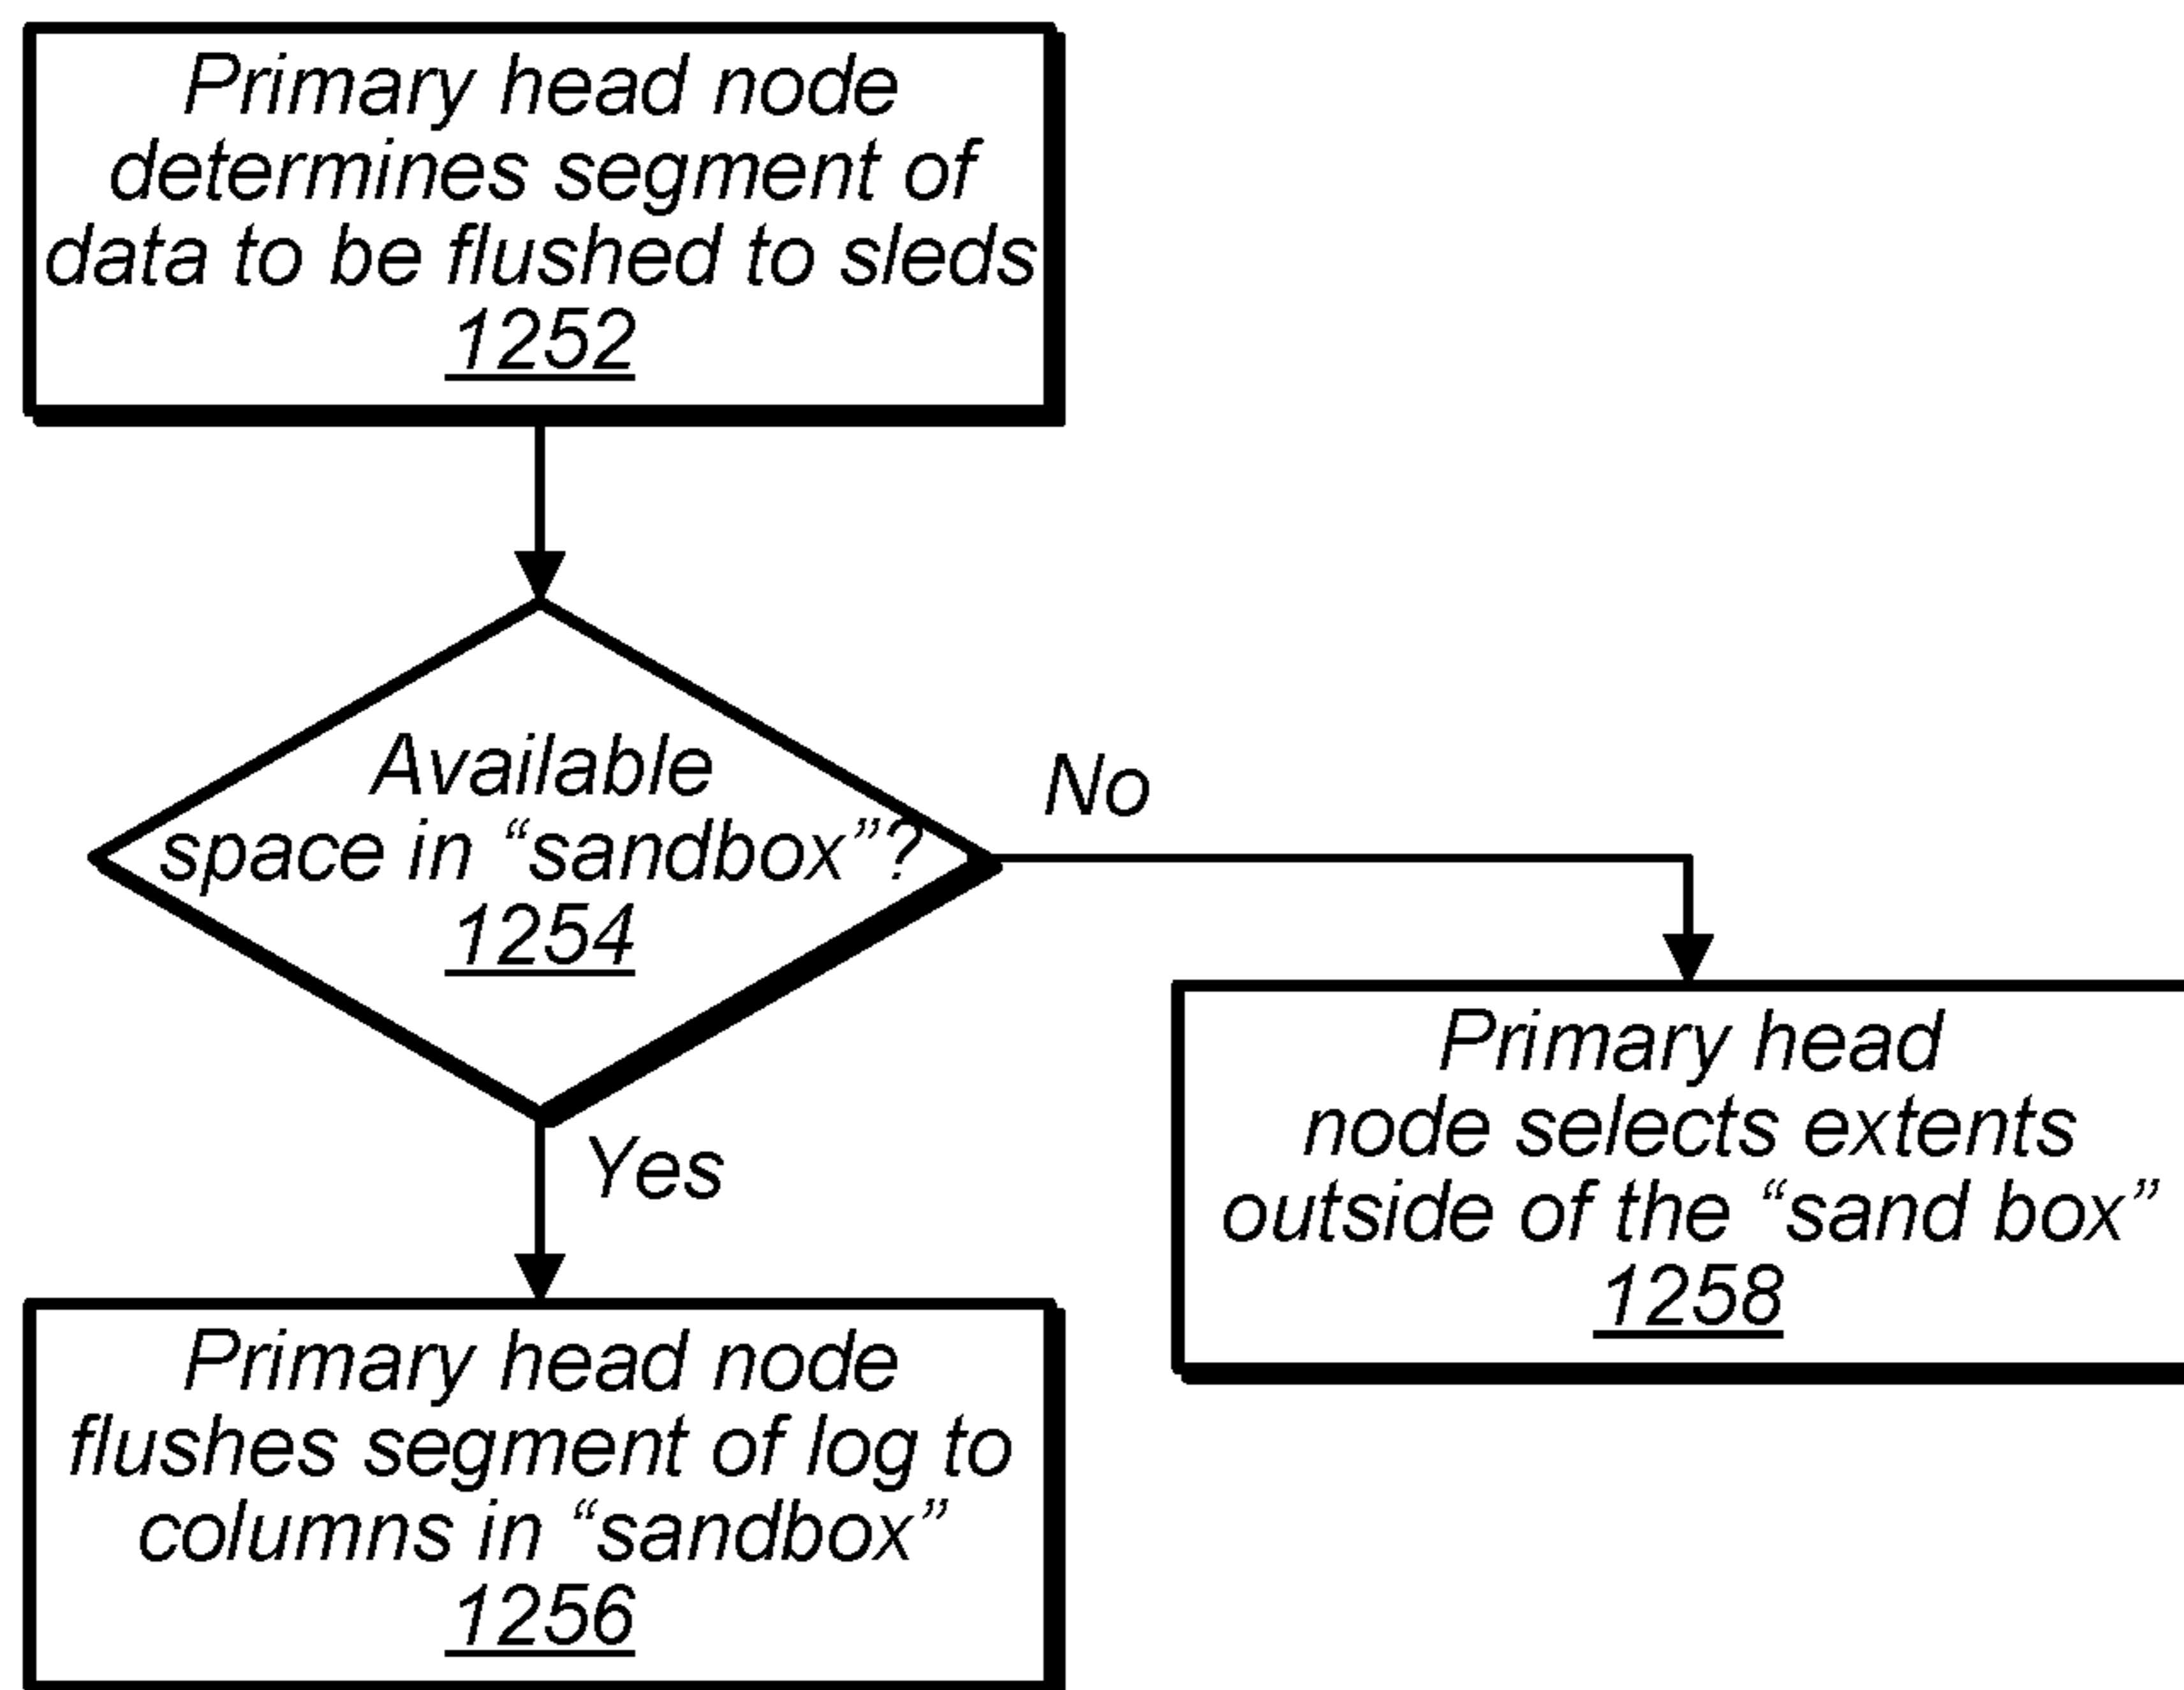 Primary head node
determines segment of
data to be flushed to sleds
1252
Available
space in “sandbox”?
1254
No
Yes
Primary head
node selects extents
outside of the “sand box”
1258
Primary head node
flushes segment of log to
columns in “sandbox”
1256